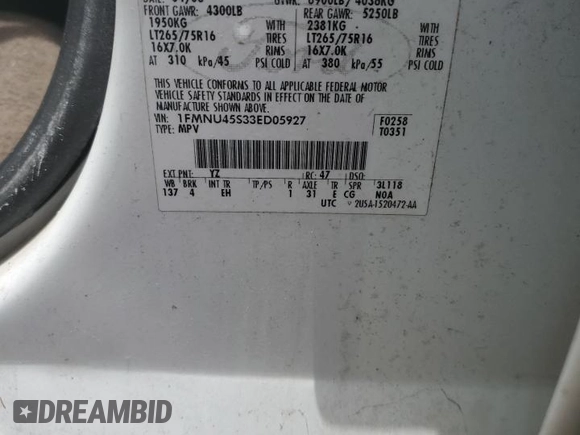 FRONT GAWR: 4300LB REAR GAWR: 5250LB
1950KG WITH 2381KG WITH
LT265/75R16 TIRES LT265/75R16 TIRES
16X7.0K RIMS 16X7.0K RIMS
AT 310 kPa/45 PSI COLD AT 380 kPa/55 PSI COLD
THIS VEHICLE CONFORMS TO ALL APPLICABLE FEDERAL MOTOR
VEHICLE SAFETY STANDARDS IN EFFECT ON THE DATE OF
MANUFACTURE SHOWN ABOVE.
VIN: 1FMNU45S33ED05927 F0258
TYPE: MPV T0351
EXT PNT: YZ RC: 47 DSO:
WB BRK INT TR TP/PS R AXLE TR SPR 3L118
137 4 EH 1 31 E CG NOA
UTC 2U5A-1520472-AA
DREAMBID